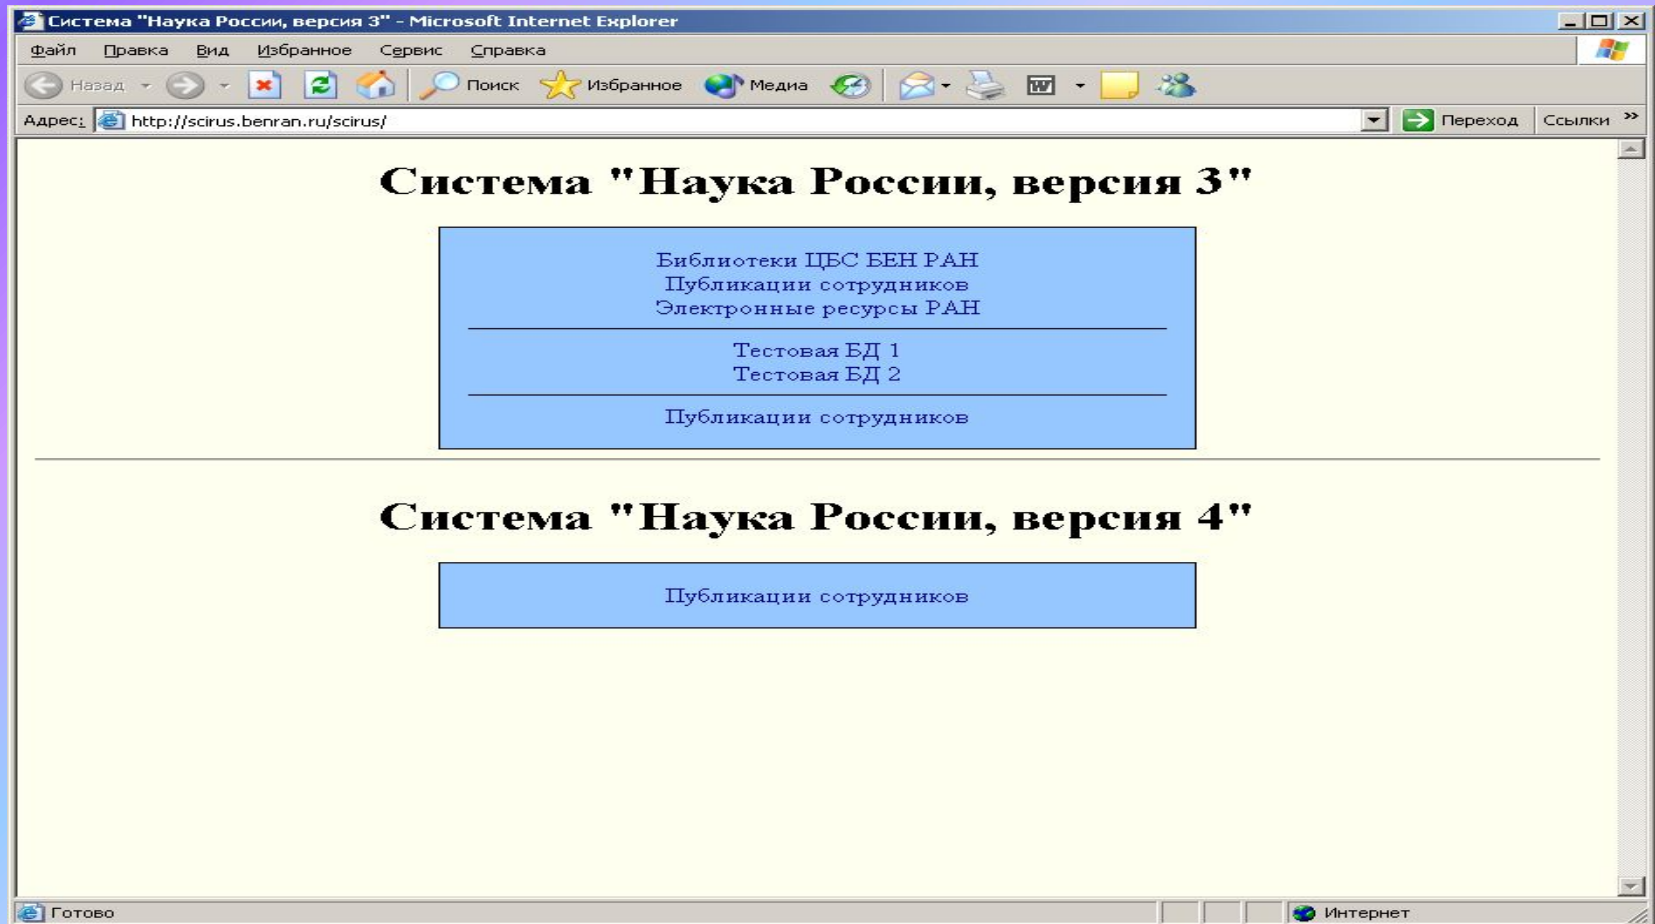 Система "Наука России, версия 3" - Microsoft Internet Explorer
Файл Правка Вид Избранное Сервис Справка
Назад Поиск Избранное Медиа
Адрес: http://scirus.benran.ru/scirus/ Переход Ссылки »
Система "Наука России, версия 3"
Библиотеки ЦБС БЕН РАН
Публикации сотрудников
Электронные ресурсы РАН
Тестовая БД 1
Тестовая БД 2
Публикации сотрудников
Система "Наука России, версия 4"
Публикации сотрудников
Готово Интернет